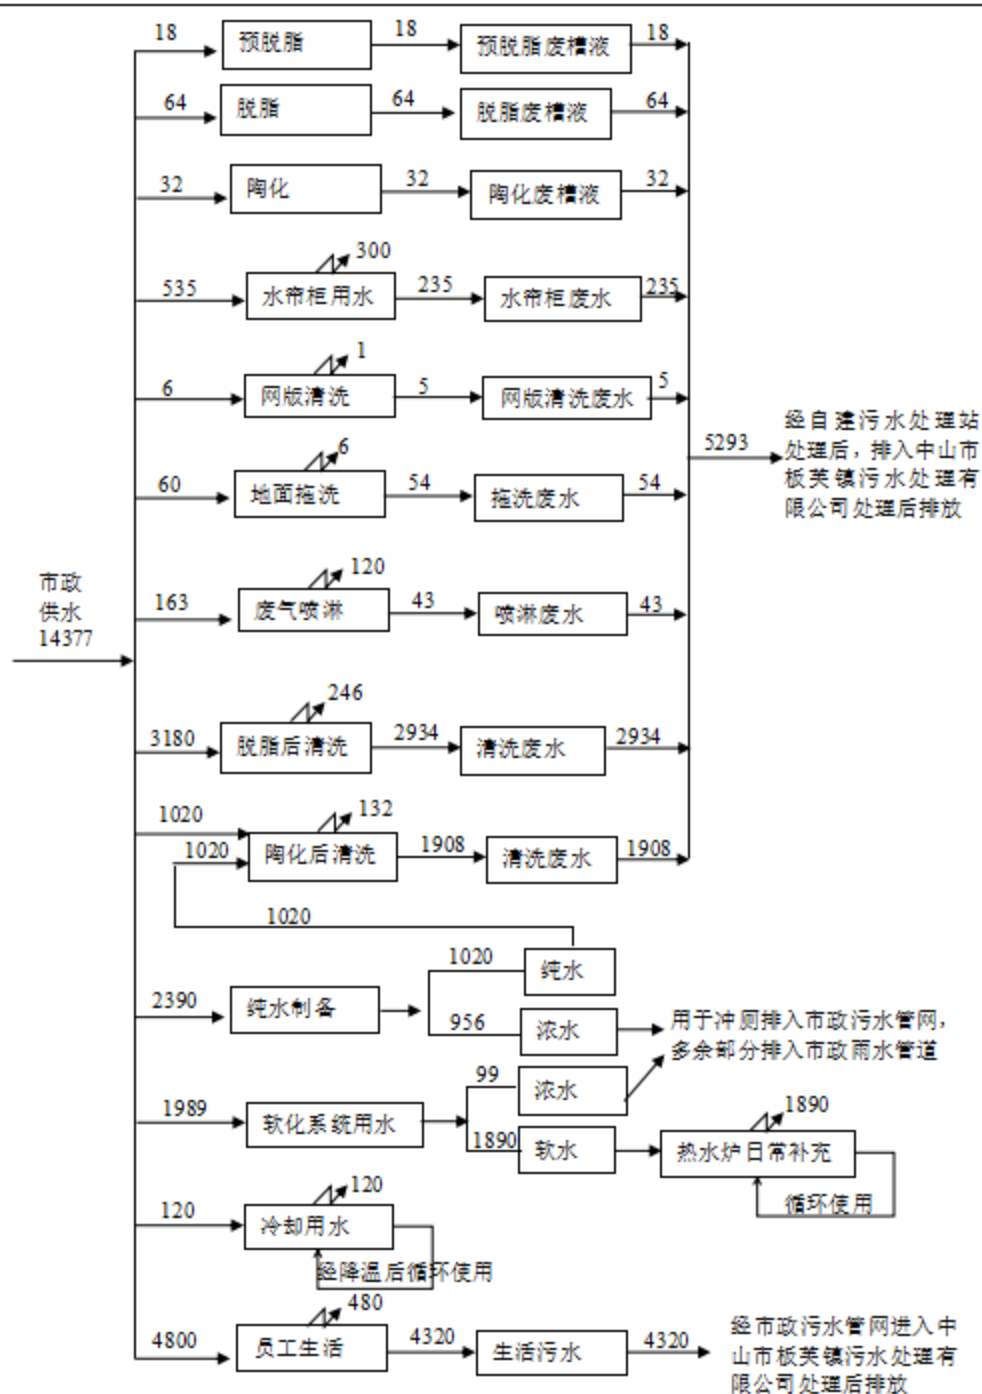 18 预脱脂 18 预脱脂废槽液 18
64 脱脂 64 脱脂废槽液 64
32 陶化 32 陶化废槽液 32
300
535 水帘柜用水 235 水帘柜废水 235
1
6 网版清洗 5 网版清洗废水 5
6
60 地面拖洗 54 拖洗废水 54
5293
经自建污水处理站
处理后，排入中山市
板芙镇污水处理有
限公司处理后排放
市政
供水
14377
120
163 废气喷淋 43 喷淋废水 43
246
3180 脱脂后清洗 2934 清洗废水 2934
132
1020
1020 陶化后清洗 1908 清洗废水 1908
1020
1020 纯水
2390 纯水制备
956 浓水
用于冲厕排入市政污水管网，
多余部分排入市政雨水管道
99 浓水
1989 软化系统用水
1890 软水
1890
热水炉日常补充
循环使用
120
120 冷却用水
经降温后循环使用
480
4800 员工生活 4320 生活污水 4320
经市政污水管网进入中
山市板芙镇污水处理有
限公司处理后排放